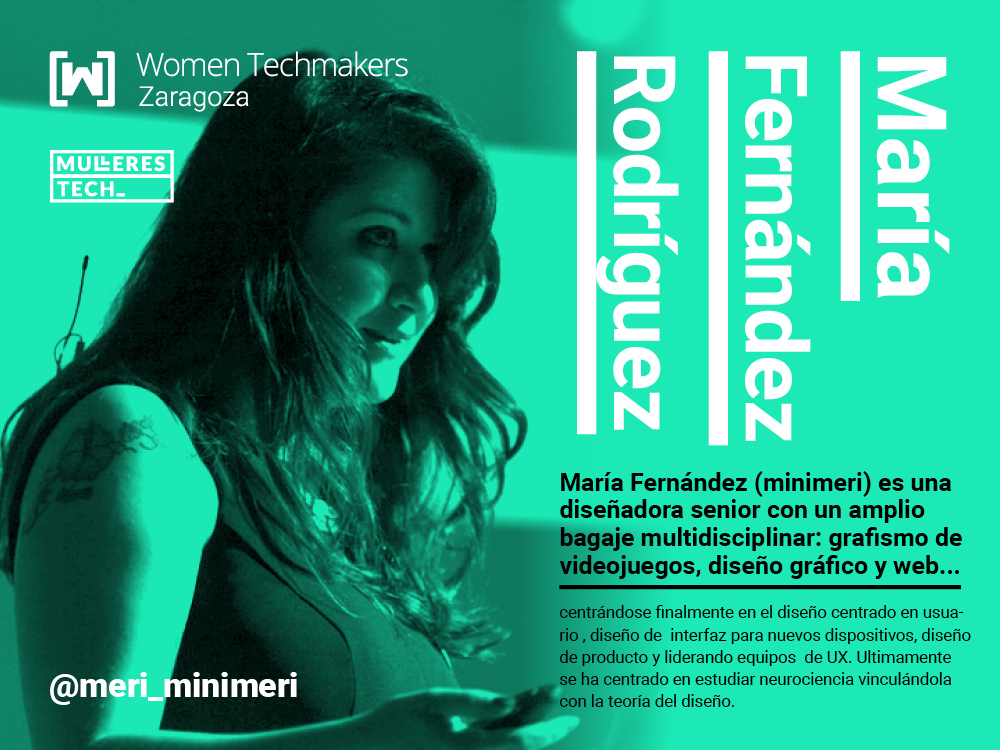 Women Techmakers
Zaragoza
MULLERES
TECH_
María
Fernández
Rodríguez
María Fernández (minimeri) es una
diseñadora senior con un amplio
bagaje multidisciplinar: grafismo de
videojuegos, diseño gráfico y web...
centrándose finalmente en el diseño centrado en usua-
rio , diseño de  interfaz para nuevos dispositivos, diseño
de producto y liderando equipos  de UX. Ultimamente
se ha centrado en estudiar neurociencia vinculándola
con la teoría del diseño.
@meri_minimeri